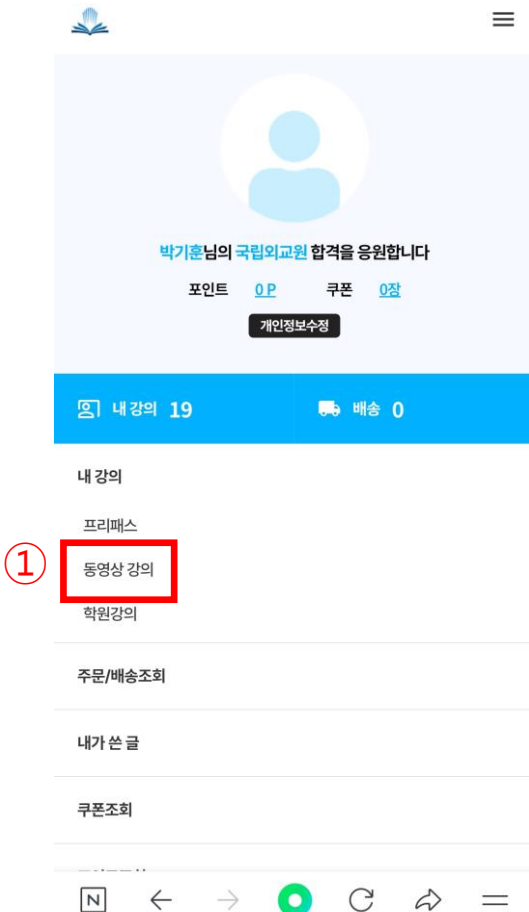 박기훈님의 국립외교원 합격을 응원합니다
포인트 0 P 쿠폰 0장
개인정보수정
내 강의 19 배송 0
내 강의
프리패스
① 동영상 강의
학원강의
주문/배송조회
내가 쓴 글
쿠폰조회
N